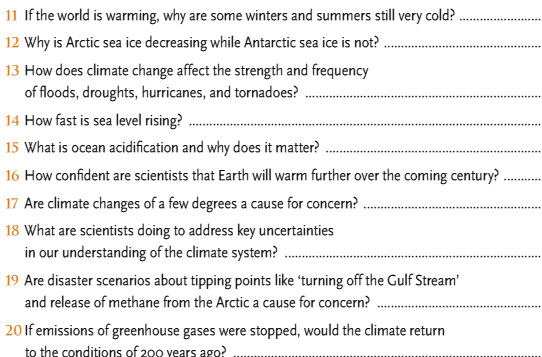 11 If the world is warming, why are some winters and summers still very cold? ......................
12 Why is Arctic sea ice decreasing while Antarctic sea ice is not? ..........................................
13 How does climate change affect the strength and frequency
of floods, droughts, hurricanes, and tornadoes? ................................................................
14 How fast is sea level rising? ...............................................................................................
15 What is ocean acidification and why does it matter? ..........................................................
16 How confident are scientists that Earth will warm further over the coming century? ..........
17 Are climate changes of a few degrees a cause for concern? ................................................
18 What are scientists doing to address key uncertainties
in our understanding of the climate system? .....................................................................
19 Are disaster scenarios about tipping points like ‘turning off the Gulf Stream’
and release of methane from the Arctic a cause for concern? ............................................
20 If emissions of greenhouse gases were stopped, would the climate return
to the conditions of 200 years ago? ..................................................................................